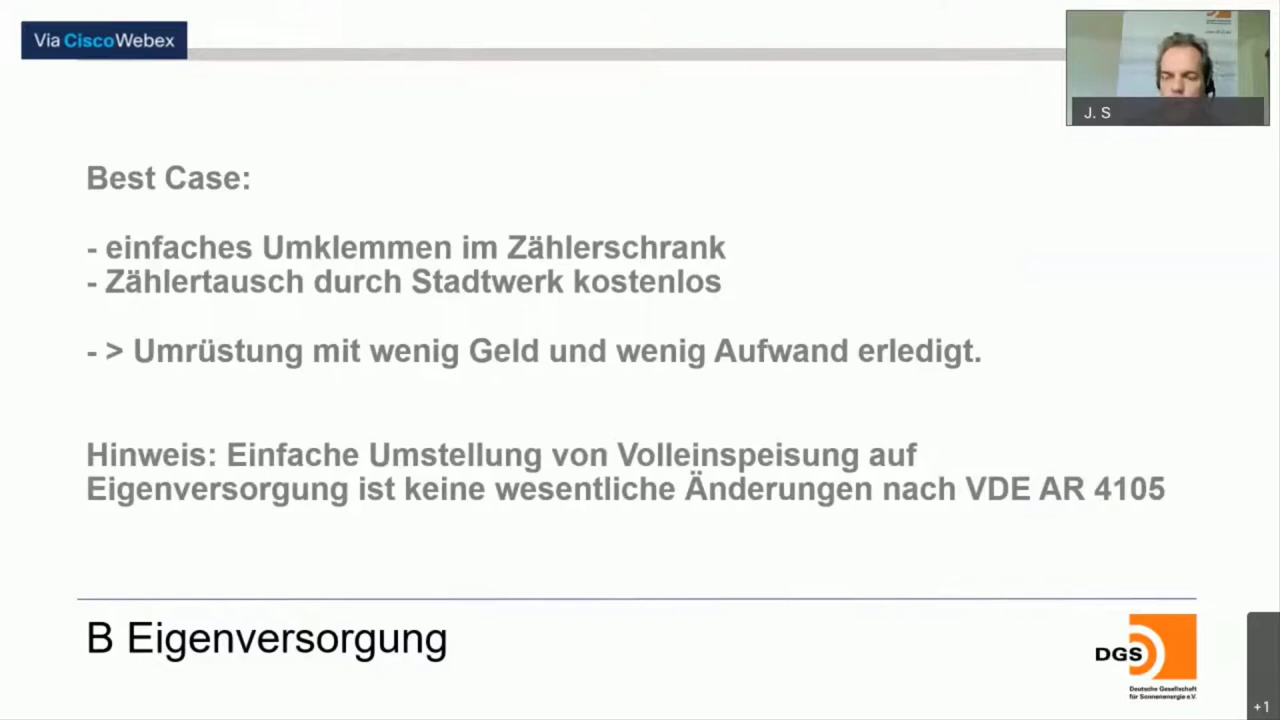 Via CiscoWebex
J. S
Best Case:
- einfaches Umklemmen im Zählerschrank
- Zählertausch durch Stadtwerk kostenlos
- > Umrüstung mit wenig Geld und wenig Aufwand erledigt.
Hinweis: Einfache Umstellung von Volleinspeisung auf
Eigenversorgung ist keine wesentliche Änderungen nach VDE AR 4105
B Eigenversorgung
DGS
Deutsche Gesellschaft
für Sonnenenergie e.V.
+1